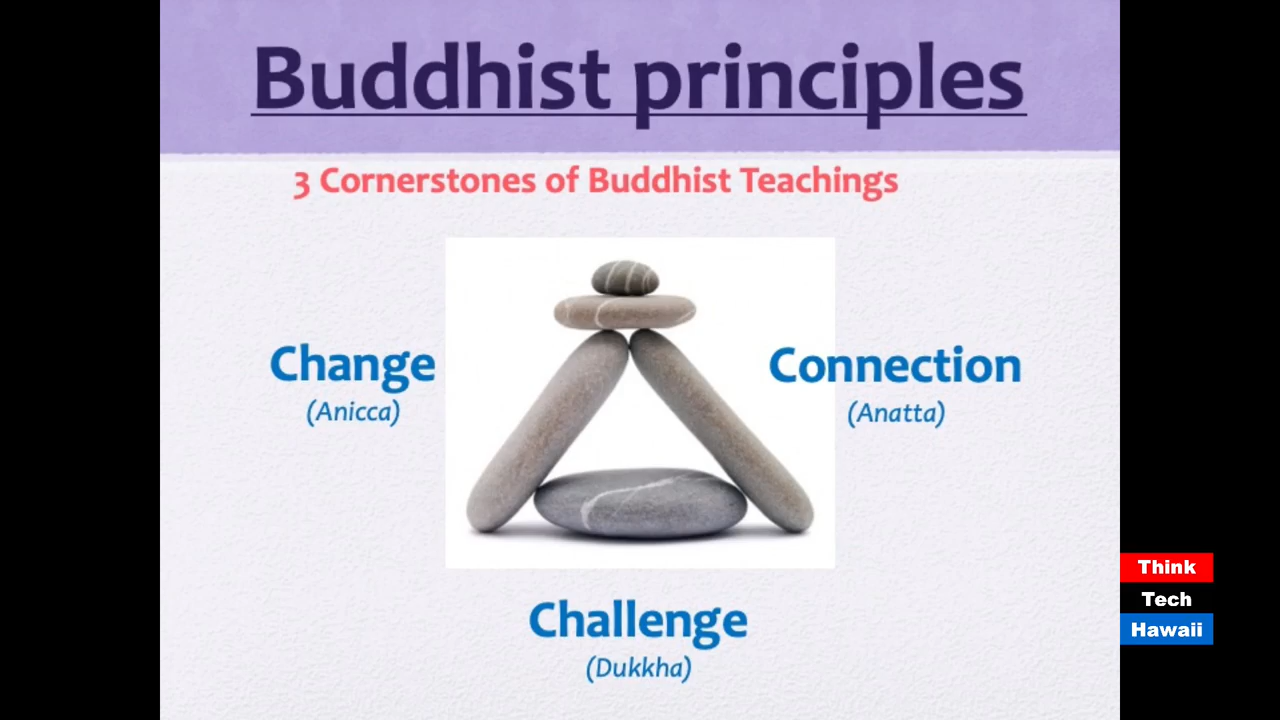 Buddhist principles
3 Cornerstones of Buddhist Teachings
Change
(Anicca)
Connection
(Anatta)
Challenge
(Dukkha)
Think
Tech
Hawaii